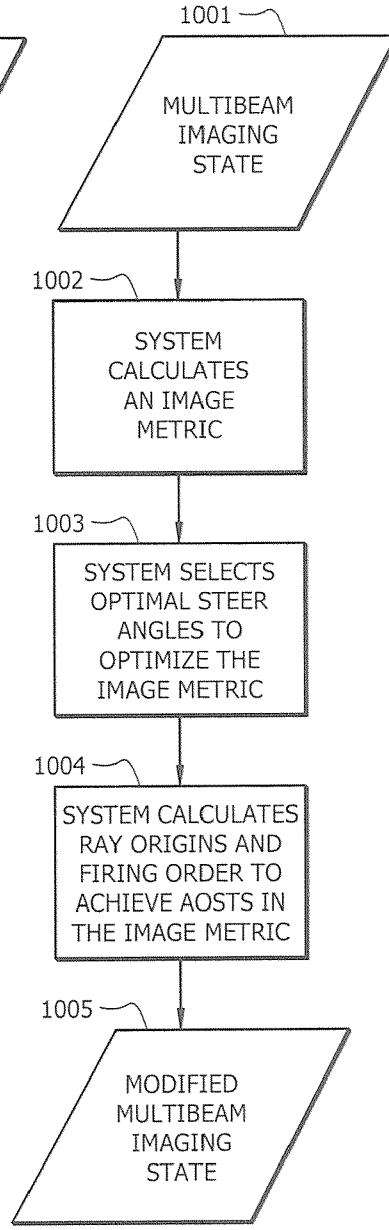 1001
MULTIBEAM
IMAGING
STATE
1002
SYSTEM
CALCULATES
AN IMAGE
METRIC
1003
SYSTEM SELECTS
OPTIMAL STEER
ANGLES TO
OPTIMIZE THE
IMAGE METRIC
1004
SYSTEM CALCULATES
RAY ORIGINS AND
FIRING ORDER TO
ACHIEVE AOSTS IN
THE IMAGE METRIC
1005
MODIFIED
MULTIBEAM
IMAGING
STATE